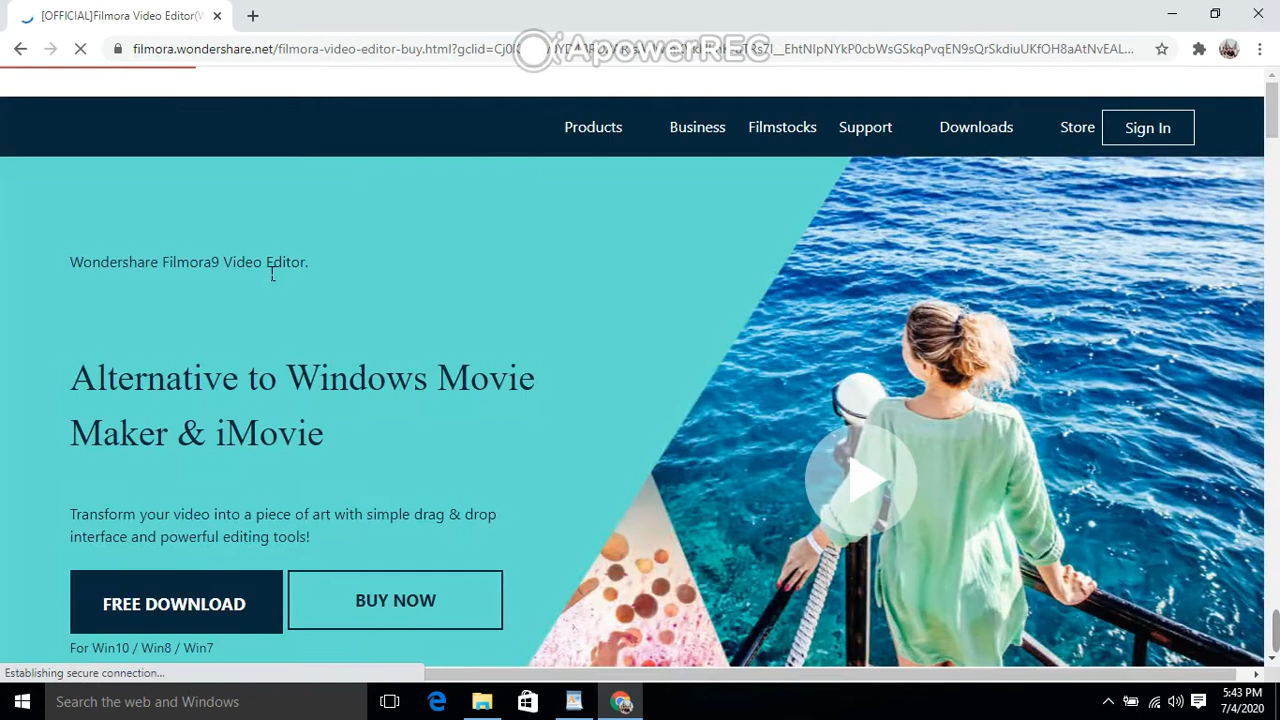 [OFFICIAL]Filmora Video Editor(W
ApowerREC
filmora.wondershare.net/filmora-video-editor-buy.html?gclid=
Products Business Filmstocks Support Downloads Store Sign In
Wondershare Filmora9 Video Editor.
Alternative to Windows Movie
Maker & iMovie
Transform your video into a piece of art with simple drag & drop
interface and powerful editing tools!
FREE DOWNLOAD BUY NOW
For Win10 / Win8 / Win7
Establishing secure connection...
Search the web and Windows
5:43 PM
7/4/2020